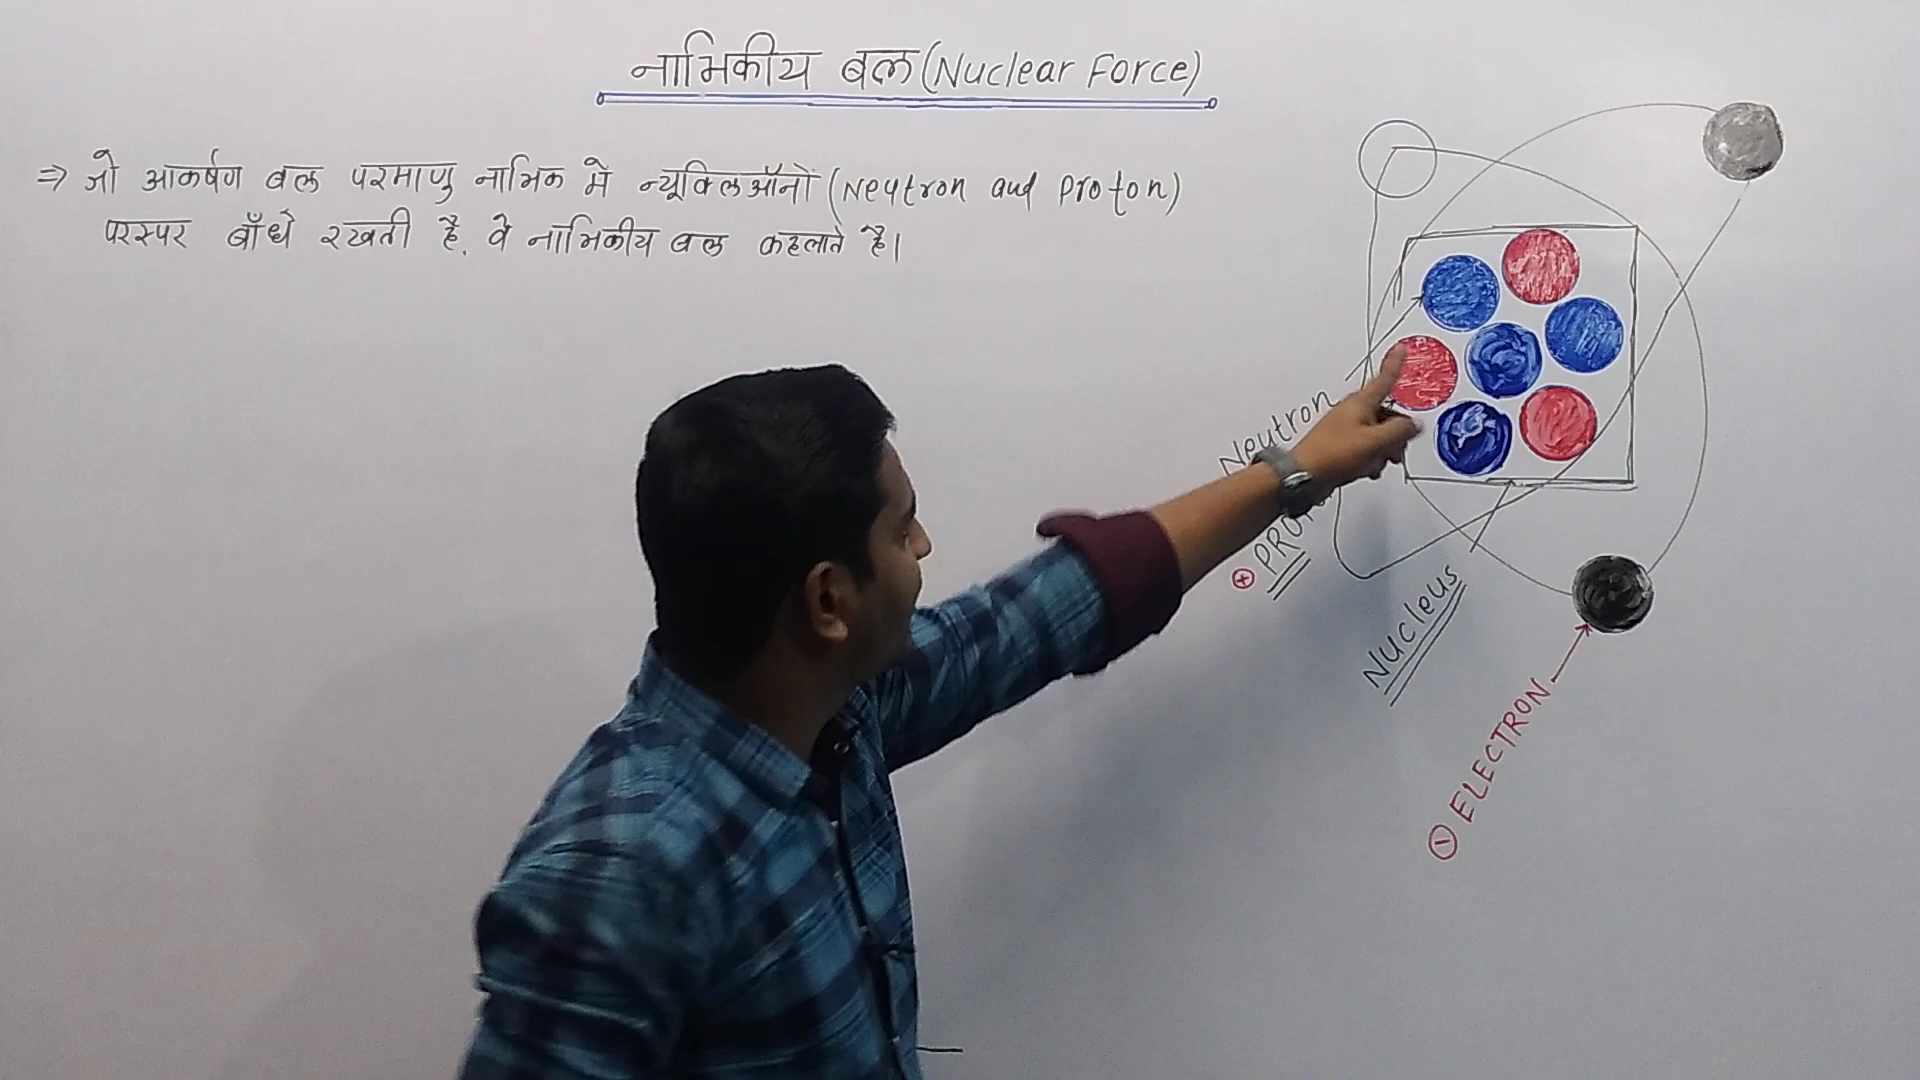 नाभिकीय बल (Nuclear Force)
⇒ जो आकर्षण बल परमाणु नाभिक मे न्यूक्लिऑनों (Neutron and proton)
परस्पर बाँधे रखती है, वे नाभिकीय बल कहलाते है।
Neutron
⊕
Nucleus
⊖ ELECTRON